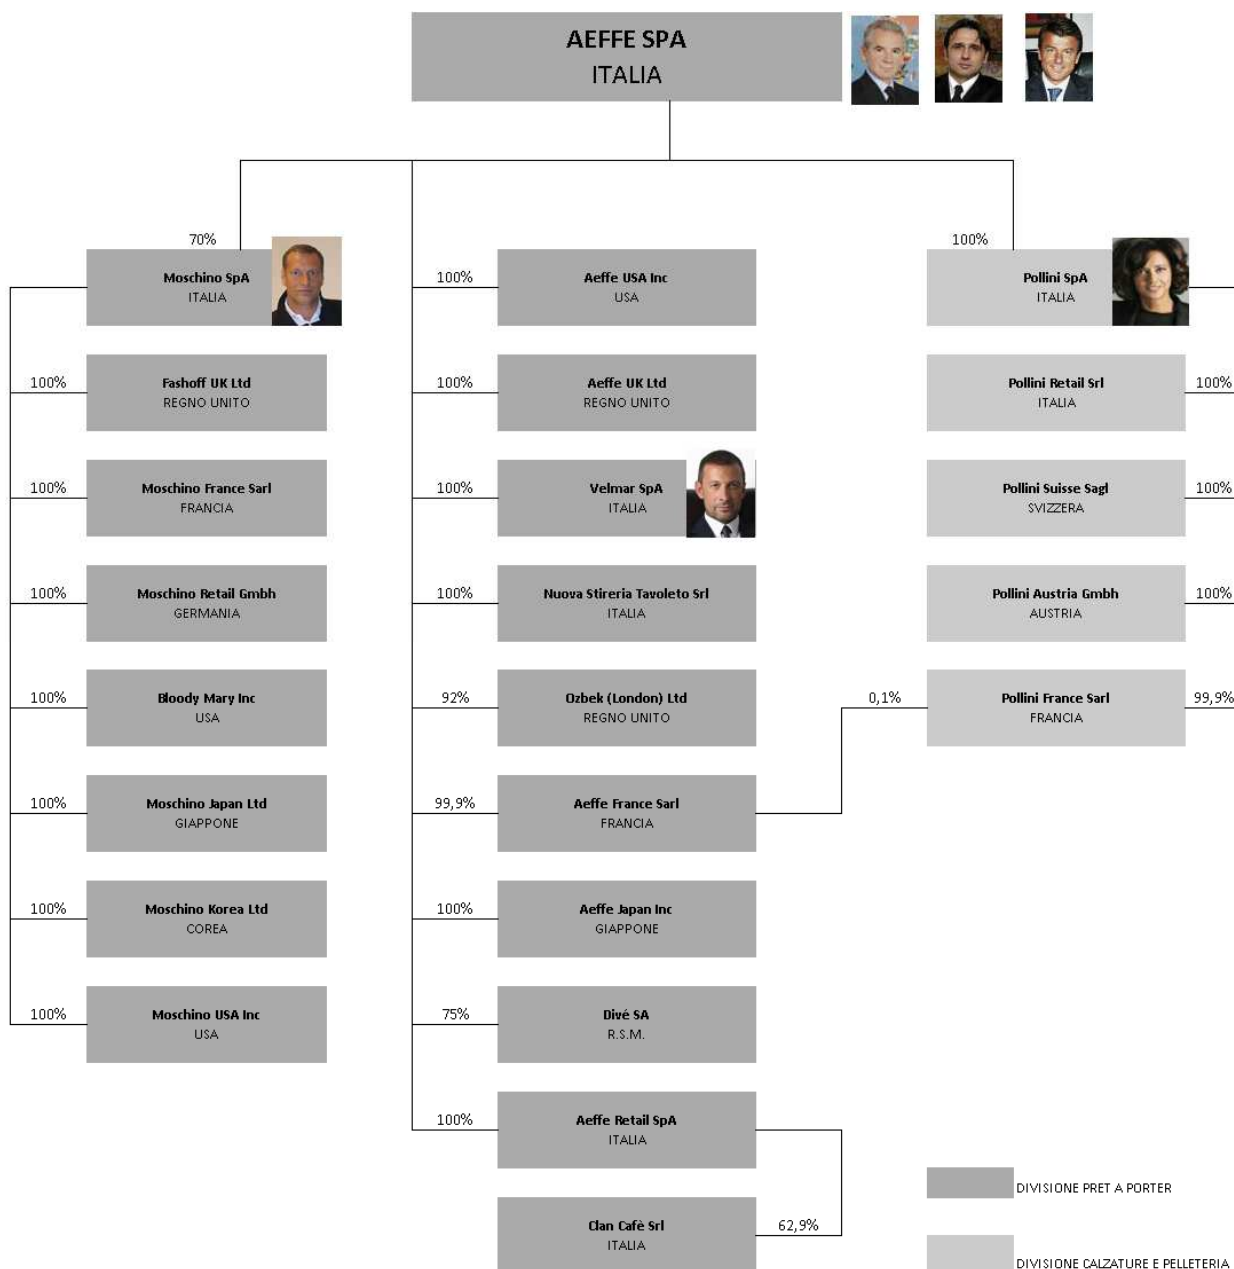 AEFFE SPA
ITALIA
70%
Moschino SpA
ITALIA
100%
Fashoff UK Ltd
REGNO UNITO
100%
Moschino France Sarl
FRANCIA
100%
Moschino Retail Gmbh
GERMANIA
100%
Bloody Mary Inc
USA
100%
Moschino Japan Ltd
GIAPPONE
100%
Moschino Korea Ltd
COREA
100%
Moschino USA Inc
USA
100%
Aeffe USA Inc
USA
100%
Aeffe UK Ltd
REGNO UNITO
100%
Velmar SpA
ITALIA
100%
Nuova Stireria Tavoleto Srl
ITALIA
92%
Ozbek (London) Ltd
REGNO UNITO
99,9%
Aeffe France Sarl
FRANCIA
100%
Aeffe Japan Inc
GIAPPONE
75%
Divé SA
R.S.M.
100%
Aeffe Retail SpA
ITALIA
Clan Cafè Srl
ITALIA
62,9%
100%
Pollini SpA
ITALIA
Pollini Retail Srl
ITALIA
100%
Pollini Suisse Sagl
SVIZZERA
100%
Pollini Austria Gmbh
AUSTRIA
100%
0,1%
Pollini France Sarl
FRANCIA
99,9%
DIVISIONE PRET A PORTER
DIVISIONE CALZATURE E PELLETERIA